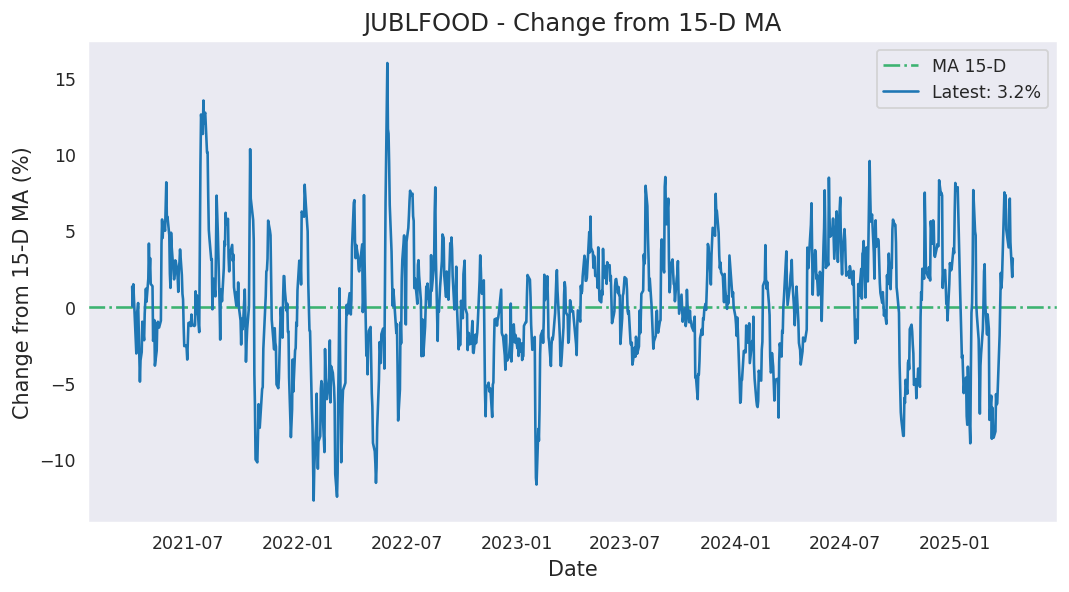 JUBLFOOD - Change from 15-D MA
MA 15-D
Latest: 3.2%
Change from 15-D MA (%)
15
10
5
0
−5
−10
2021-07
2022-01
2022-07
2023-01
2023-07
2024-01
2024-07
2025-01
Date